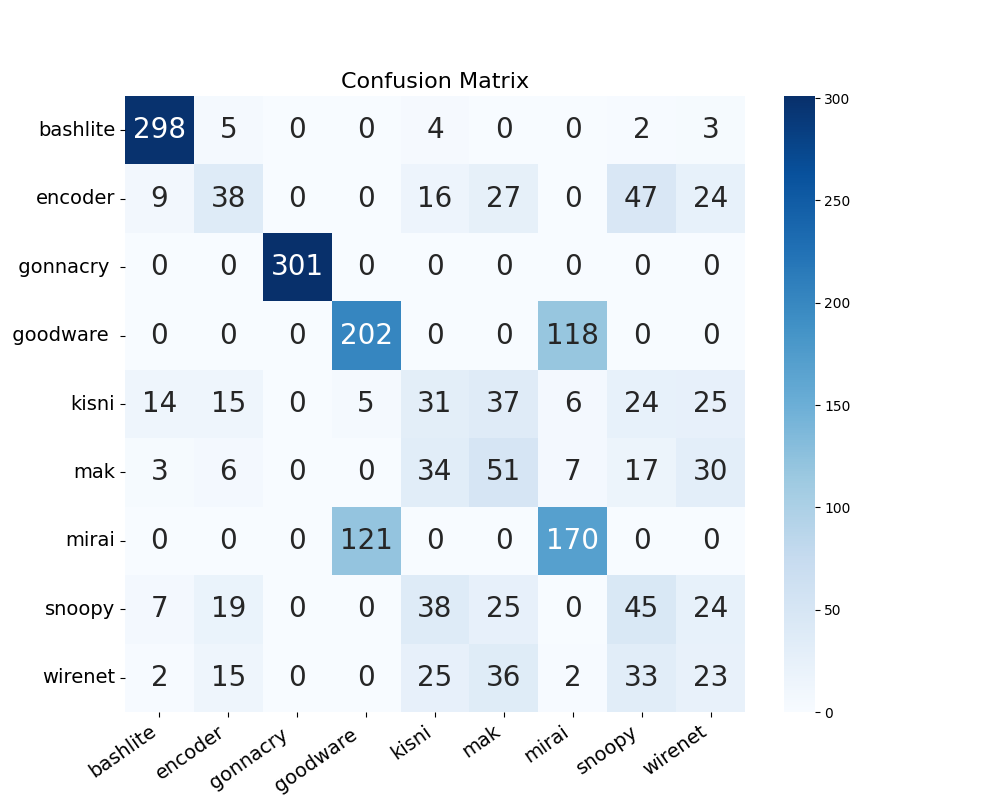 Confusion Matrix
bashlite 298 5 0 0 4 0 0 2 3
encoder 9 38 0 0 16 27 0 47 24
gonnacry 0 0 301 0 0 0 0 0 0
goodware 0 0 0 202 0 0 118 0 0
kisni 14 15 0 5 31 37 6 24 25
mak 3 6 0 0 34 51 7 17 30
mirai 0 0 0 121 0 0 170 0 0
snoopy 7 19 0 0 38 25 0 45 24
wirenet 2 15 0 0 25 36 2 33 23
bashlite encoder gonnacry goodware kisni mak mirai snoopy wirenet
300
250
200
150
100
50
0